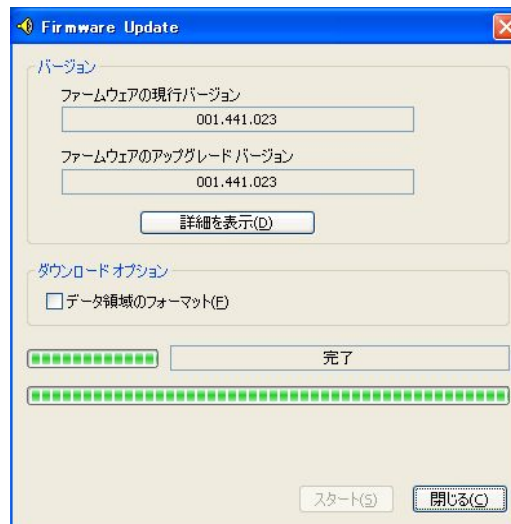 Firmware Update
バージョン
ファームウェアの現行バージョン
001.441.023
ファームウェアのアップグレード バージョン
001.441.023
詳細を表示(D)
ダウンロード オプション
データ領域のフォーマット(F)
完了
スタート(S)
閉じる(C)